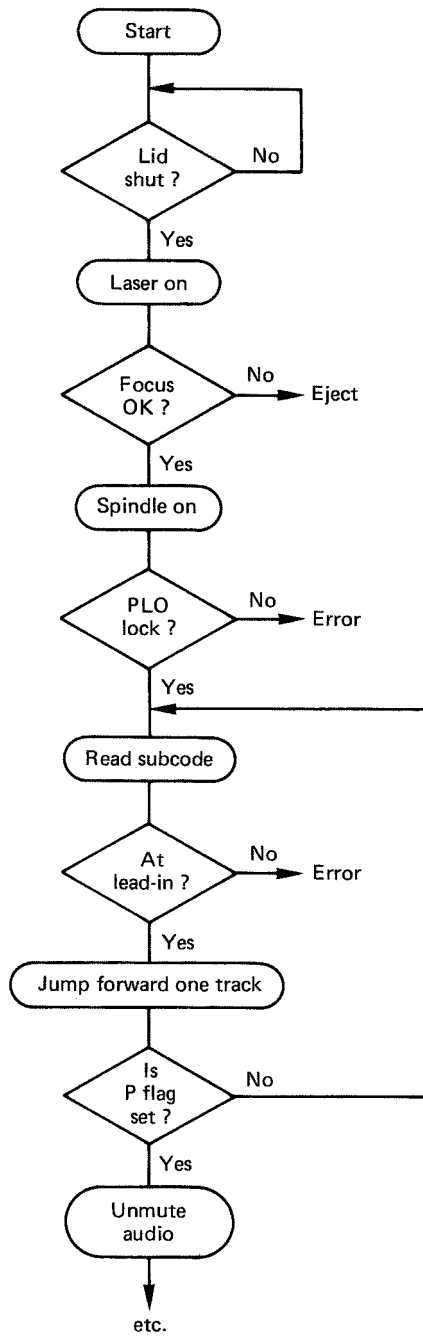 Start
Lid
shut ?
No
Yes
Laser on
Focus
OK ?
No
Eject
Yes
Spindle on
PLO
lock ?
No
Error
Yes
Read subcode
At
lead-in ?
No
Error
Yes
Jump forward one track
Is
P flag
set ?
No
Yes
Unmute
audio
etc.